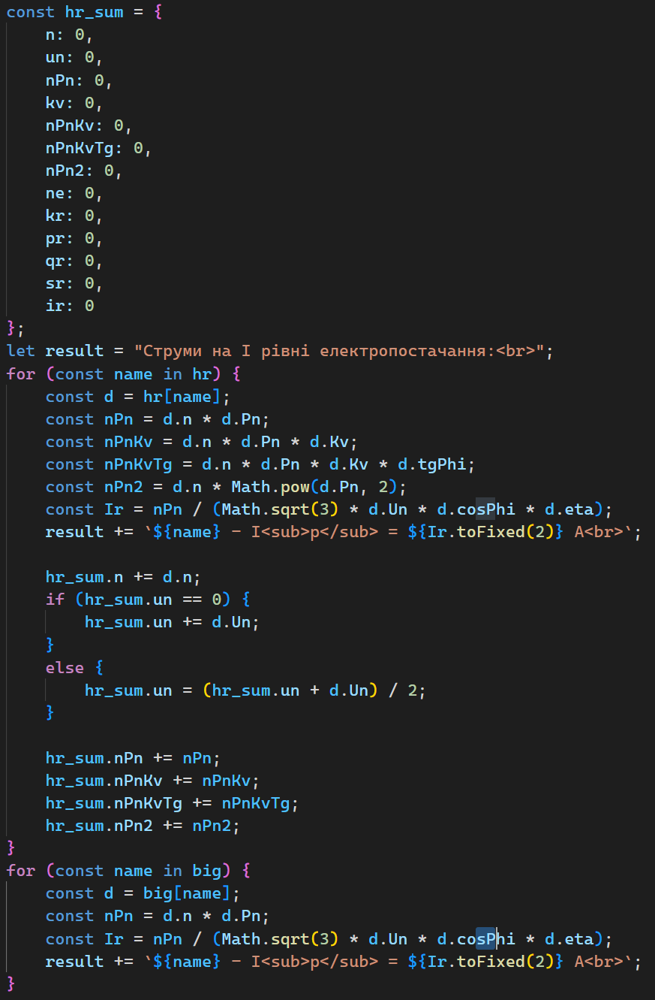 const hr_sum = {
    n: 0,
    un: 0,
    nPn: 0,
    kv: 0,
    nPnKv: 0,
    nPnKvTg: 0,
    nPn2: 0,
    ne: 0,
    kr: 0,
    pr: 0,
    qr: 0,
    sr: 0,
    ir: 0
};
let result = "Струми на І рівні електропостачання:<br>";
for (const name in hr) {
    const d = hr[name];
    const nPn = d.n * d.Pn;
    const nPnKv = d.n * d.Pn * d.Kv;
    const nPnKvTg = d.n * d.Pn * d.Kv * d.tgPhi;
    const nPn2 = d.n * Math.pow(d.Pn, 2);
    const Ir = nPn / (Math.sqrt(3) * d.Un * d.cosPhi * d.eta);
    result += `${name} - I<sub>р</sub> = ${Ir.toFixed(2)} А<br>`;

    hr_sum.n += d.n;
    if (hr_sum.un == 0) {
        hr_sum.un += d.Un;
    }
    else {
        hr_sum.un = (hr_sum.un + d.Un) / 2;
    }

    hr_sum.nPn += nPn;
    hr_sum.nPnKv += nPnKv;
    hr_sum.nPnKvTg += nPnKvTg;
    hr_sum.nPn2 += nPn2;
}
for (const name in big) {
    const d = big[name];
    const nPn = d.n * d.Pn;
    const Ir = nPn / (Math.sqrt(3) * d.Un * d.cosPhi * d.eta);
    result += `${name} - I<sub>р</sub> = ${Ir.toFixed(2)} А<br>`;
}